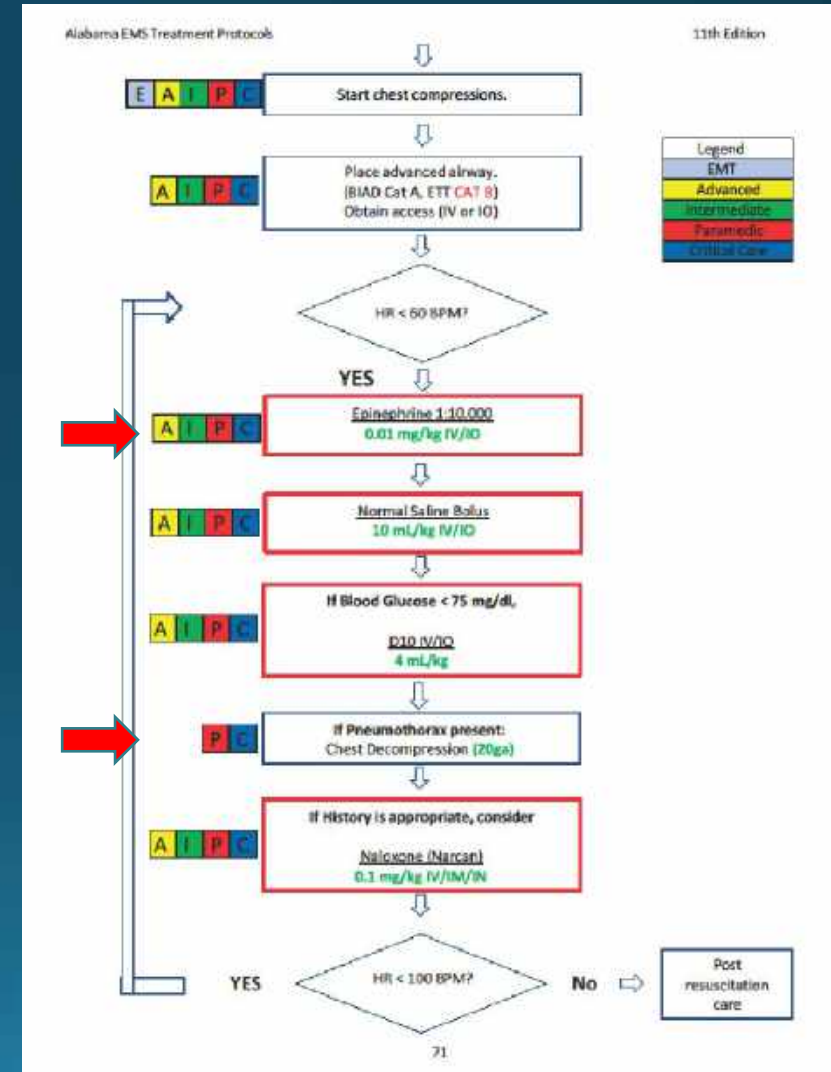 Alabama EMS Treatment Protocols
11th Edition
E A I P C
Start chest compressions.
A I P C
Place advanced airway.
(BIAD Cat A, ETT CAT B)
Obtain access (IV or IO)
Legend
EMT
Advanced
Intermediate
Paramedic
Critical Care
HR < 60 BPM?
YES
A I P C
Epinephrine 1:10,000
0.01 mg/kg IV/IO
A I P C
Normal Saline Bolus
10 mL/kg IV/IO
A I P C
If Blood Glucose < 75 mg/dl,
D10 IV/IO
4 mL/kg
P C
If Pneumothorax present:
Chest Decompression (20ga)
A I P C
If History is appropriate, consider
Naloxone (Narcan)
0.1 mg/kg IV/IM/IN
YES
HR < 100 BPM?
No
Post
resuscitation
care
71